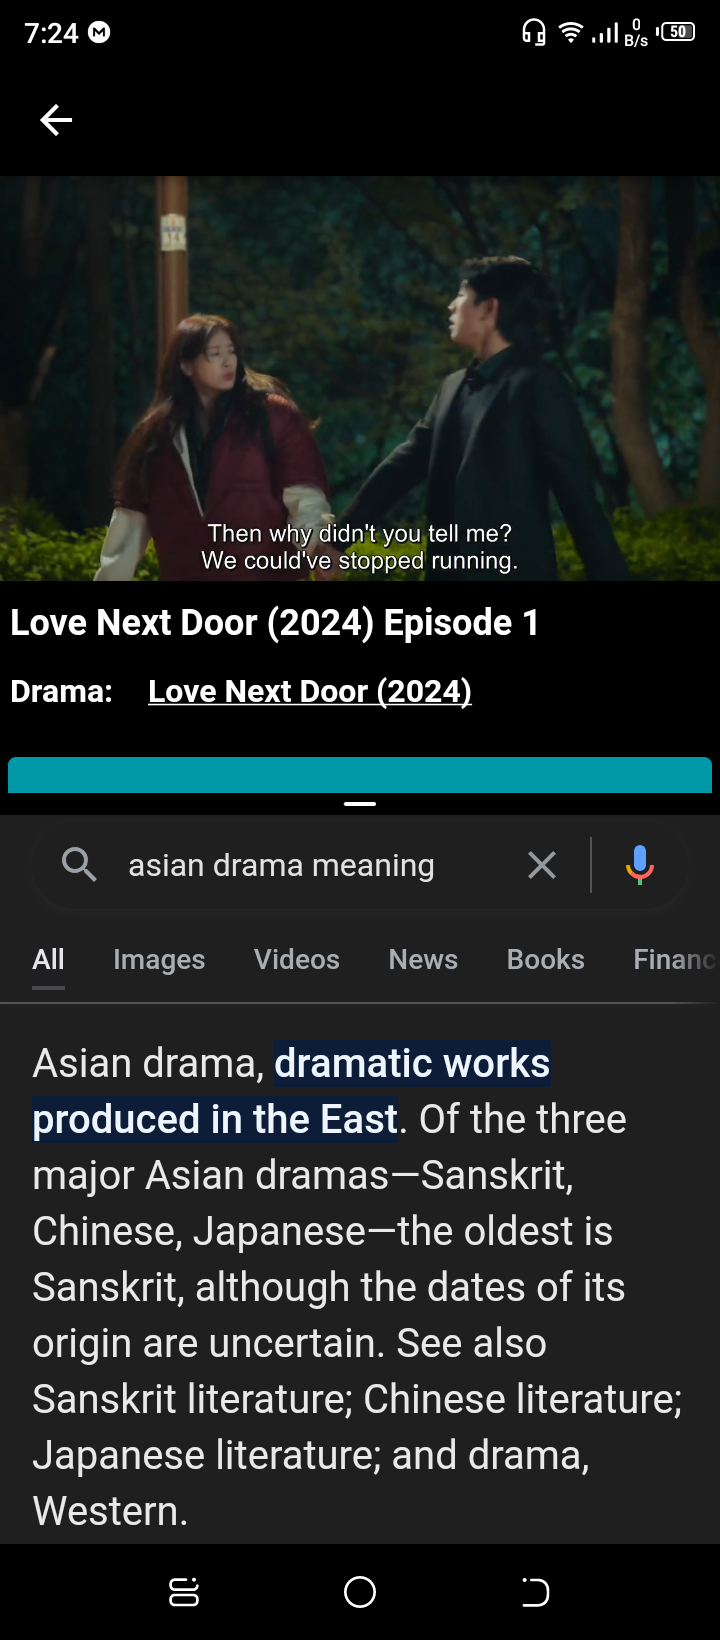 7:24
0
B/s
50
Then why didn't you tell me?
We could've stopped running.
Love Next Door (2024) Episode 1
Drama: Love Next Door (2024)
asian drama meaning
All Images Videos News Books Financ
Asian drama, dramatic works
produced in the East. Of the three
major Asian dramas—Sanskrit,
Chinese, Japanese—the oldest is
Sanskrit, although the dates of its
origin are uncertain. See also
Sanskrit literature; Chinese literature;
Japanese literature; and drama,
Western.